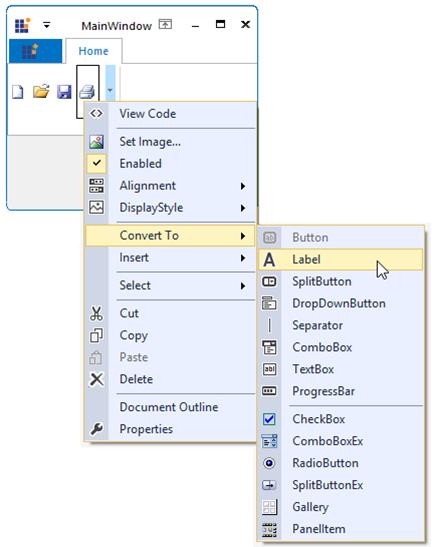 MainWindow
Home
View Code
Set Image...
Enabled
Alignment
DisplayStyle
Convert To
Insert
Select
Cut
Copy
Paste
Delete
Document Outline
Properties
Button
Label
SplitButton
DropDownButton
Separator
ComboBox
TextBox
ProgressBar
CheckBox
ComboBoxEx
RadioButton
SplitButtonEx
Gallery
PanelItem